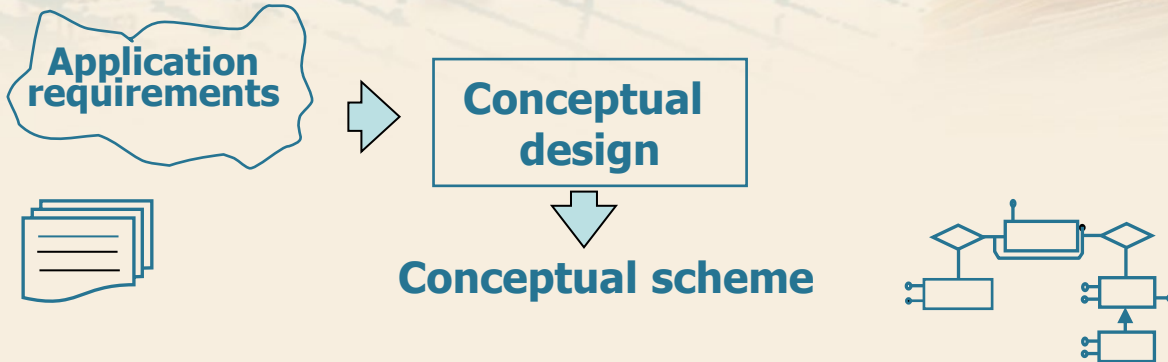 Application
requirements
Conceptual
design
Conceptual scheme